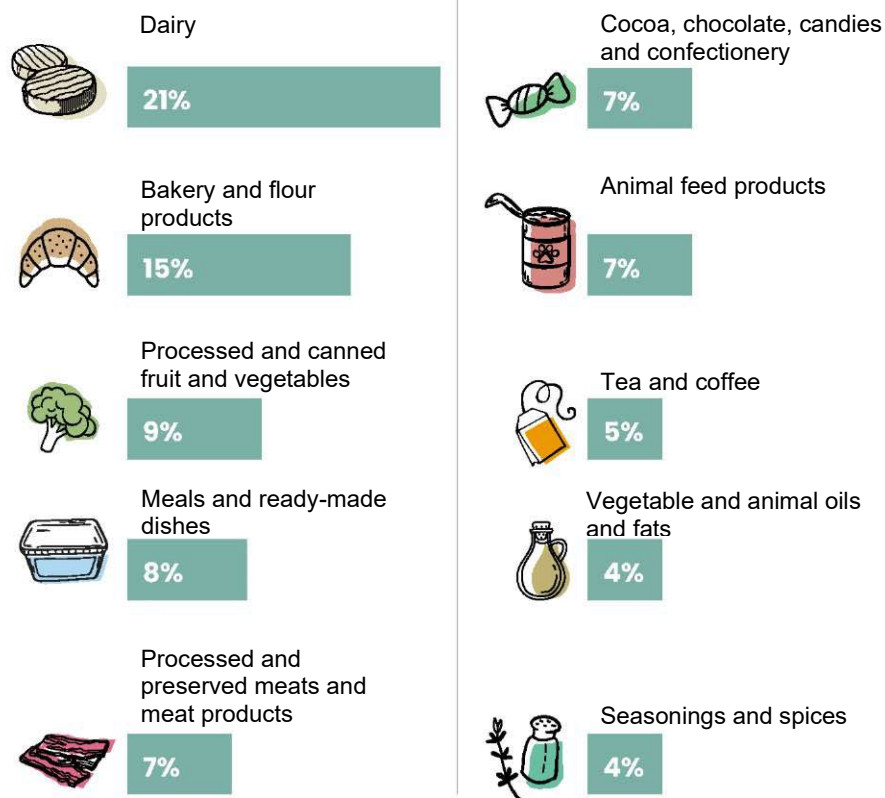 Dairy
21%
Bakery and flour
products
15%
Processed and canned
fruit and vegetables
9%
Meals and ready-made
dishes
8%
Processed and
preserved meats and
meat products
7%
Cocoa, chocolate, candies
and confectionery
7%
Animal feed products
7%
Tea and coffee
5%
Vegetable and animal oils
and fats
4%
Seasonings and spices
4%